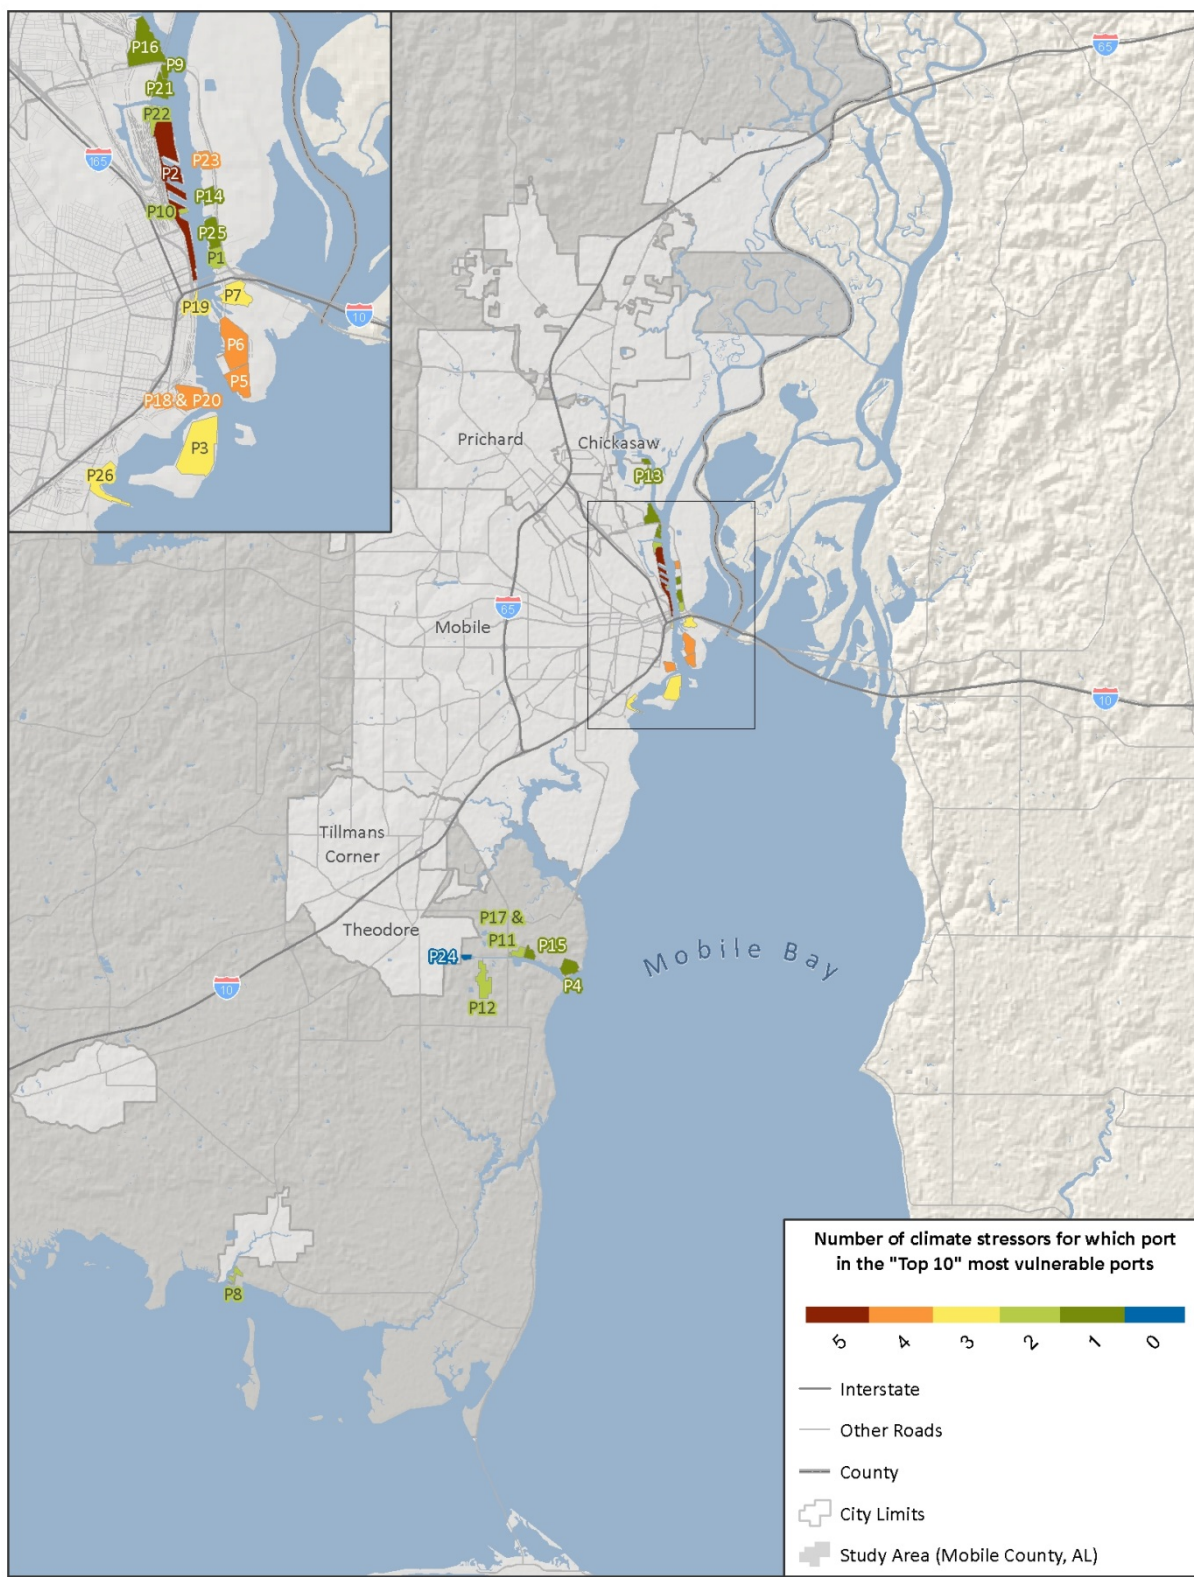 P16
P9
P21
P22
165
P23
P2
P14
P10
P25
P1
P19
P7
10
P6
P5
P18 & P20
P3
P26
65
Prichard
Chickasaw
P13
65
Mobile
10
Tillmans
Corner
Theodore
P17 &
P11
P15
P24
P4
P12
10
Mobile Bay
P8
Number of climate stressors for which port
in the "Top 10" most vulnerable ports
5 4 3 2 1 0
Interstate
Other Roads
County
City Limits
Study Area (Mobile County, AL)